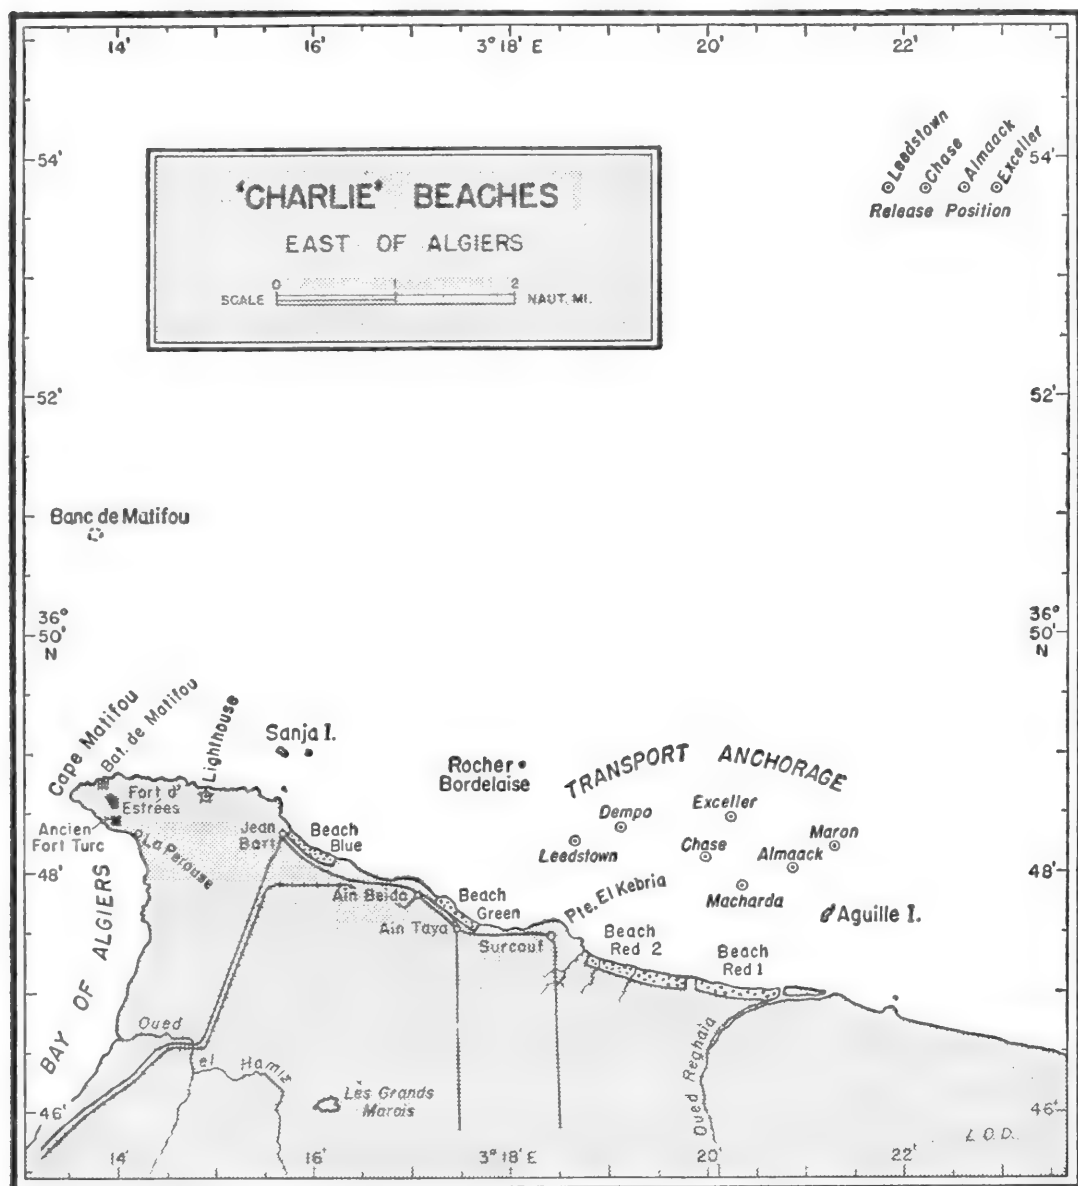 14' 16' 3° 18' E 20' 22'
54' 54'
Leedstown
Chase
Almaack
Exceller
Release Position
'CHARLIE' BEACHES
EAST OF ALGIERS
0 1 2
SCALE NAUT. MI.
52' 52'
Banc de Matifou
36° 36°
50' 50'
N N
Cape Matifou
Bat. de Matifou
Lighthouse
Sanja I.
Rocher
Bordelaise
TRANSPORT ANCHORAGE
Fort d'
Estrées
Ancien
Fort Turc
La Perouse
Jean
Bart
Beach
Blue
Dempo
Exceller
Leedstown
Chase
Maron
Almaack
Macharda
48' 48'
Ain Beida
Beach
Green
Pte. El Kebria
Aguille I.
Ain Taya
Surcouf
Beach
Red 2
Beach
Red 1
BAY OF ALGIERS
Oued
el Hamiz
Les Grands
Marais
Oued Reghaïa
46' 46'
L.O.D.
14' 16' 3° 18' E 20' 22'